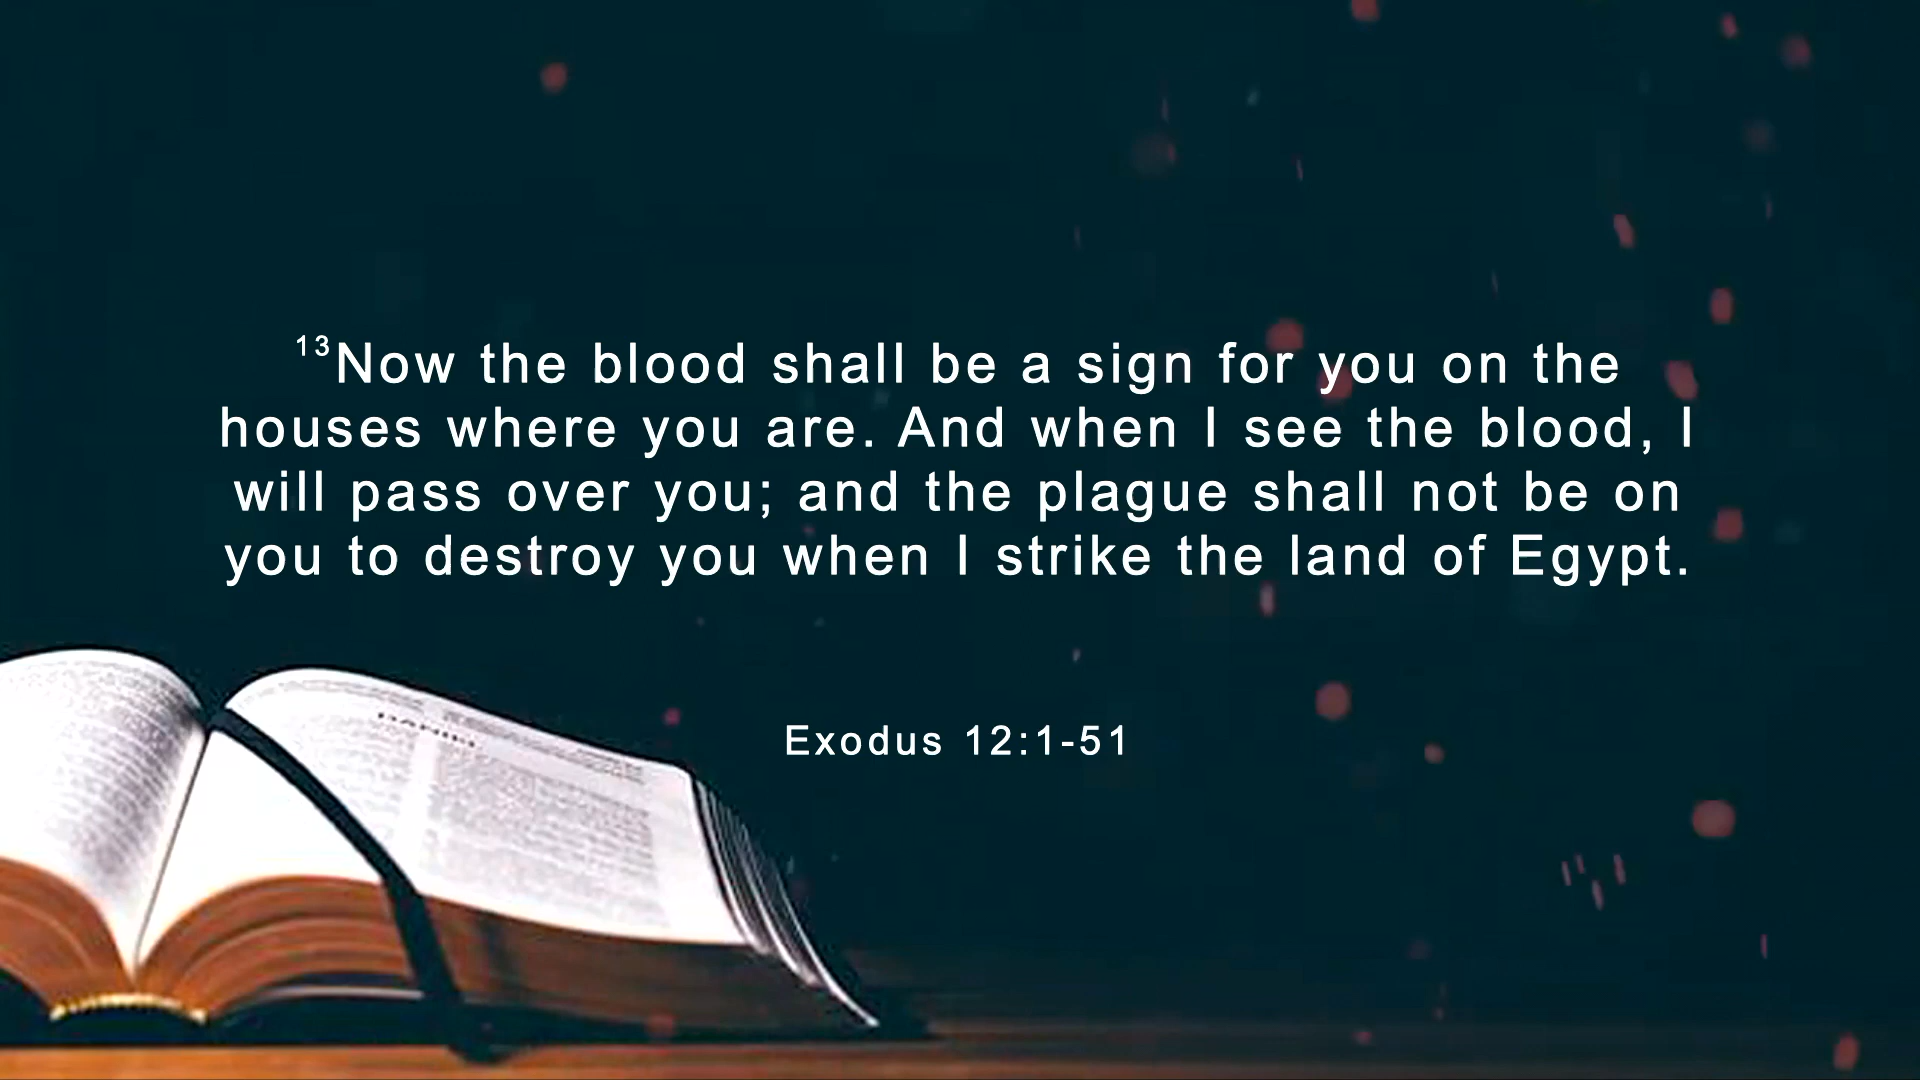 ¹³Now the blood shall be a sign for you on the
houses where you are. And when I see the blood, I
will pass over you; and the plague shall not be on
you to destroy you when I strike the land of Egypt.
Exodus 12:1-51
DANIEL